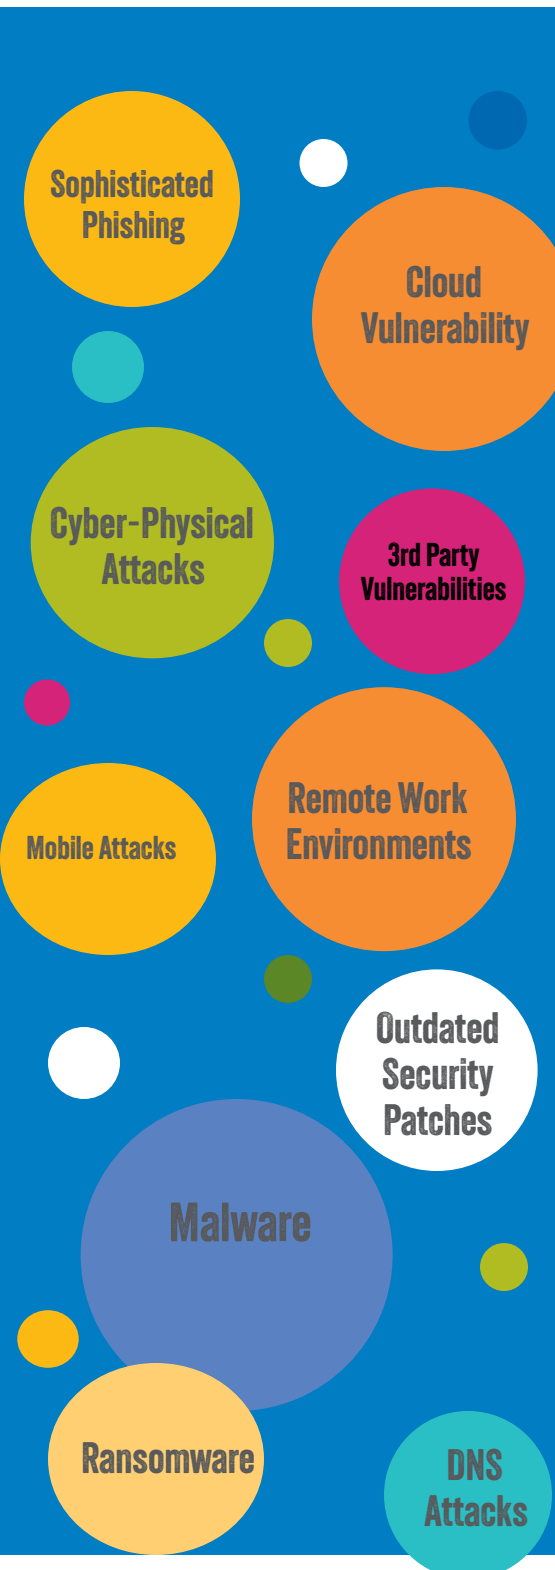 Sophisticated
Phishing
Cloud
Vulnerability
Cyber-Physical
Attacks
3rd Party
Vulnerabilities
Remote Work
Environments
Mobile Attacks
Outdated
Security
Patches
Malware
Ransomware
DNS
Attacks